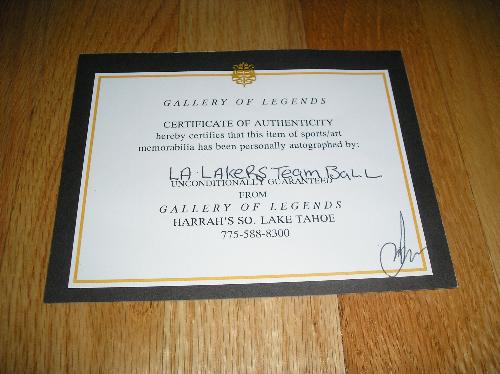 GALLERY OF LEGENDS
CERTIFICATE OF AUTHENTICITY
hereby certifies that this item of sports/art
memorabilia has been personally autographed by:
LA. LAKERS Team BALL
UNCONDITIONALLY GUARANTEED
FROM
GALLERY OF LEGENDS
HARRAH'S SO. LAKE TAHOE
775-588-8300